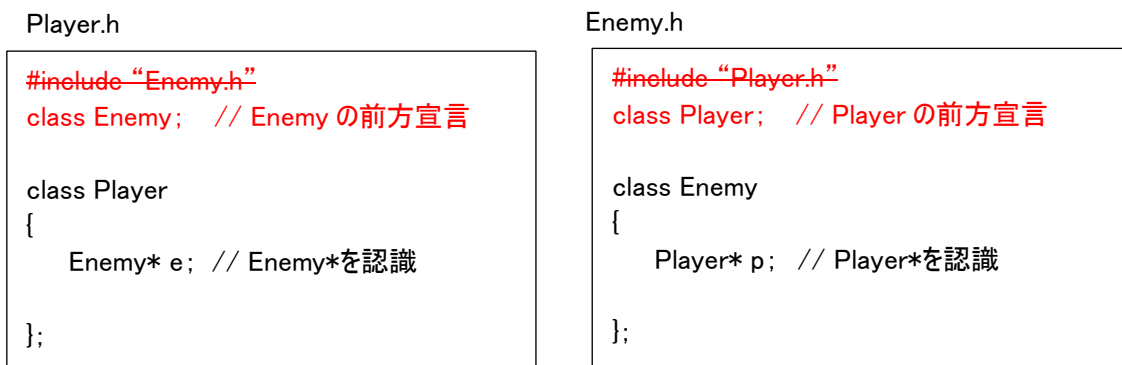 Player.h
#include “Enemy.h”
class Enemy; // Enemy の前方宣言
class Player
{
Enemy* e; // Enemy*を認識
};
Enemy.h
#include “Player.h”
class Player; // Player の前方宣言
class Enemy
{
Player* p; // Player*を認識
};